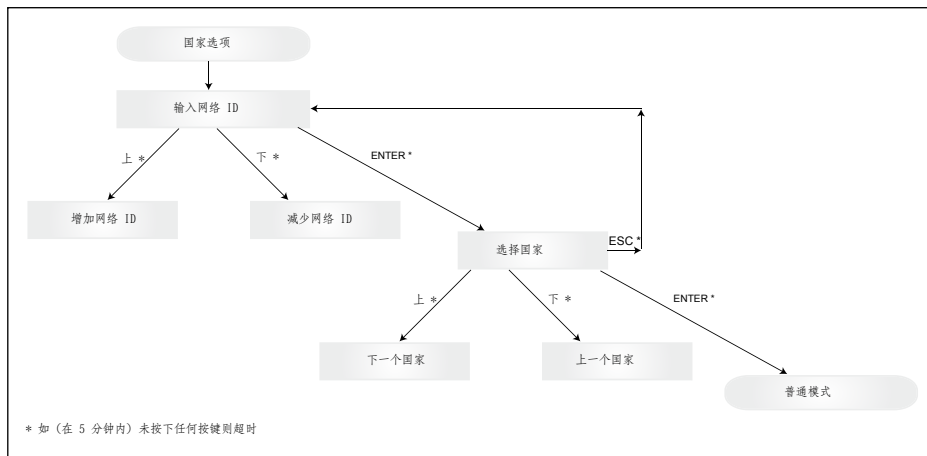 国家选项
输入网络 ID
上 *
下 *
ENTER *
增加网络 ID
减少网络 ID
选择国家
ESC *
上 *
下 *
ENTER *
下一个国家
上一个国家
普通模式
* 如 (在 5 分钟内) 未按下任何按键则超时